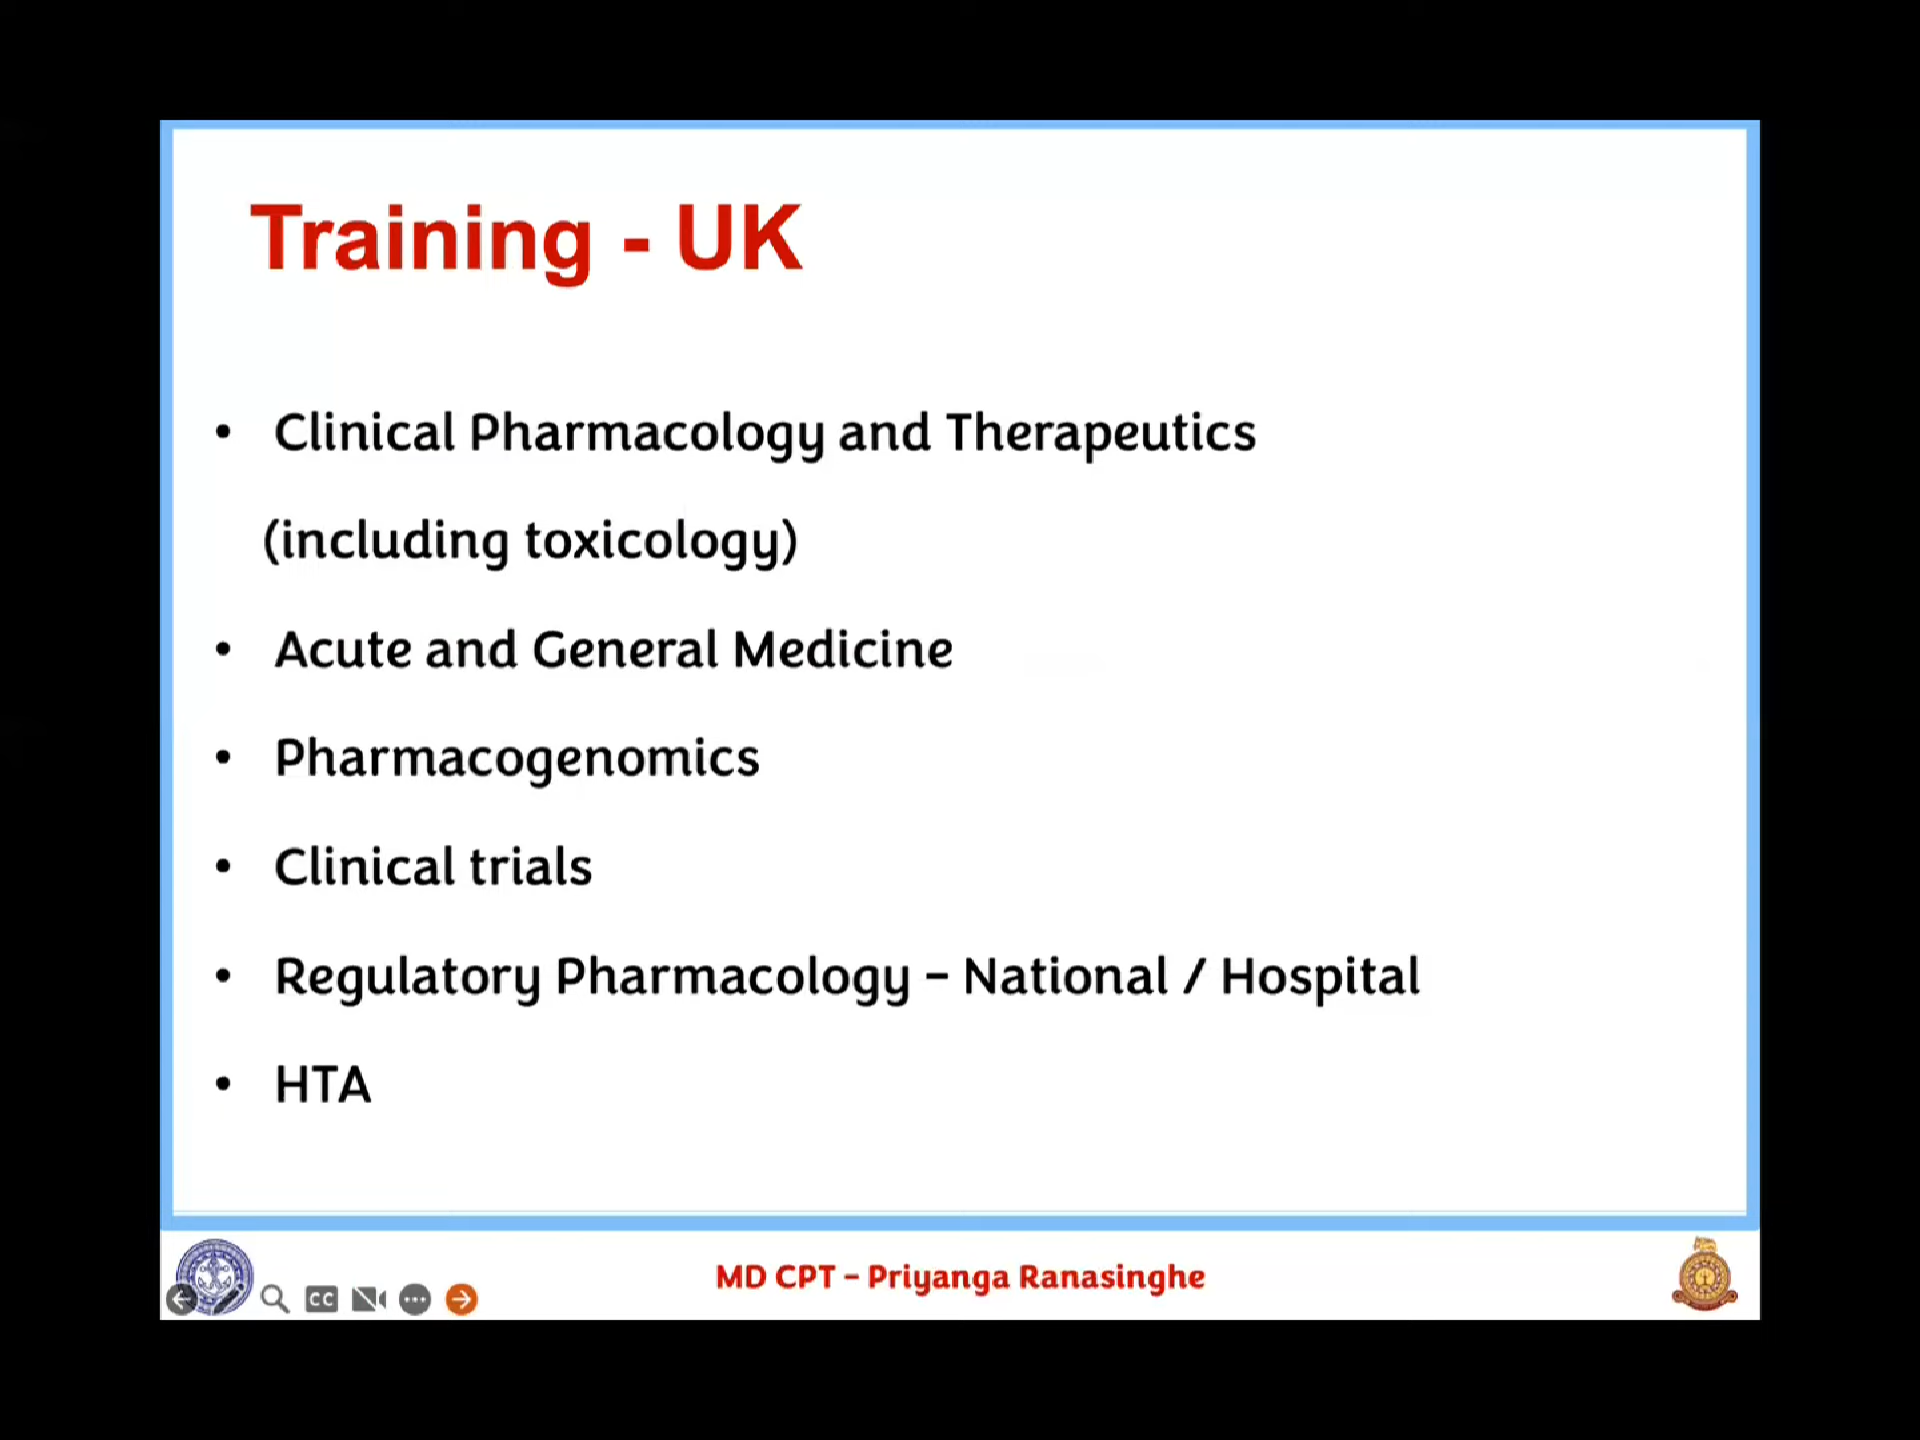 Training - UK
• Clinical Pharmacology and Therapeutics
(including toxicology)
• Acute and General Medicine
• Pharmacogenomics
• Clinical trials
• Regulatory Pharmacology – National / Hospital
• HTA
CC
MD CPT – Priyanga Ranasinghe